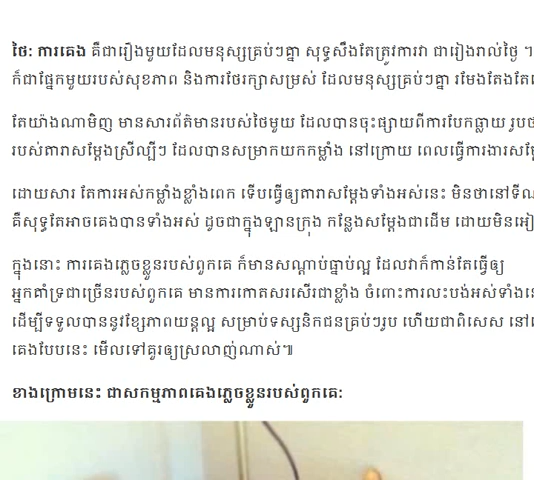 ថៃ: ការគេង គឺជារឿងមួយដែលមនុស្សគ្រប់ៗគ្នា សុទ្ធសឹងតែត្រូវការវា ជារៀងរាល់ថ្ងៃ ។
ក៏ជាផ្នែកមួយរបស់សុខភាព និងការថែរក្សាសម្រស់ ដែលមនុស្សគ្រប់ៗគ្នា រមែងតែងតែ
តែយ៉ាងណាមិញ មានសារព័ត៌មានរបស់ថៃមួយ ដែលបានចុះផ្សាយពីការបែកធ្លាយ រូបថ
របស់តារាសម្តែងស្រីល្បីៗ ដែលបានសម្រាកយកកម្លាំង នៅក្រោយ ពេលធ្វើការងារសម្តែ
ដោយសារ តែការអស់កម្លាំងខ្លាំងពេក ទើបធ្វើឲ្យតារាសម្តែងទាំងអស់នេះ មិនថានៅទីណ
គឺសុទ្ធតែអាចគេងបានទាំងអស់ ដូចជាក្នុងឡានក្រុង កន្លែងសម្តែងជាដើម ដោយមិនអៀ
ក្នុងនោះ ការគេងភ្លេចខ្លួនរបស់ពួកគេ ក៏មានសណ្តាប់ធ្នាប់ល្អ ដែលវាក៏កាន់តែធ្វើឲ្យ
អ្នកគាំទ្រជាច្រើនរបស់ពួកគេ មានការកោតសរសើរជាខ្លាំង ចំពោះការលះបង់អស់ទាំងនេ
ដើម្បីទទួលបាននូវខ្សែភាពយន្តល្អ សម្រាប់ទស្សនិកជនគ្រប់ៗរូប ហើយជាពិសេស នៅ
គេងបែបនេះ មើលទៅគួរឲ្យស្រលាញ់ណាស់៕
ខាងក្រោមនេះ ជាសកម្មភាពគេងភ្លេចខ្លួនរបស់ពួកគេ: